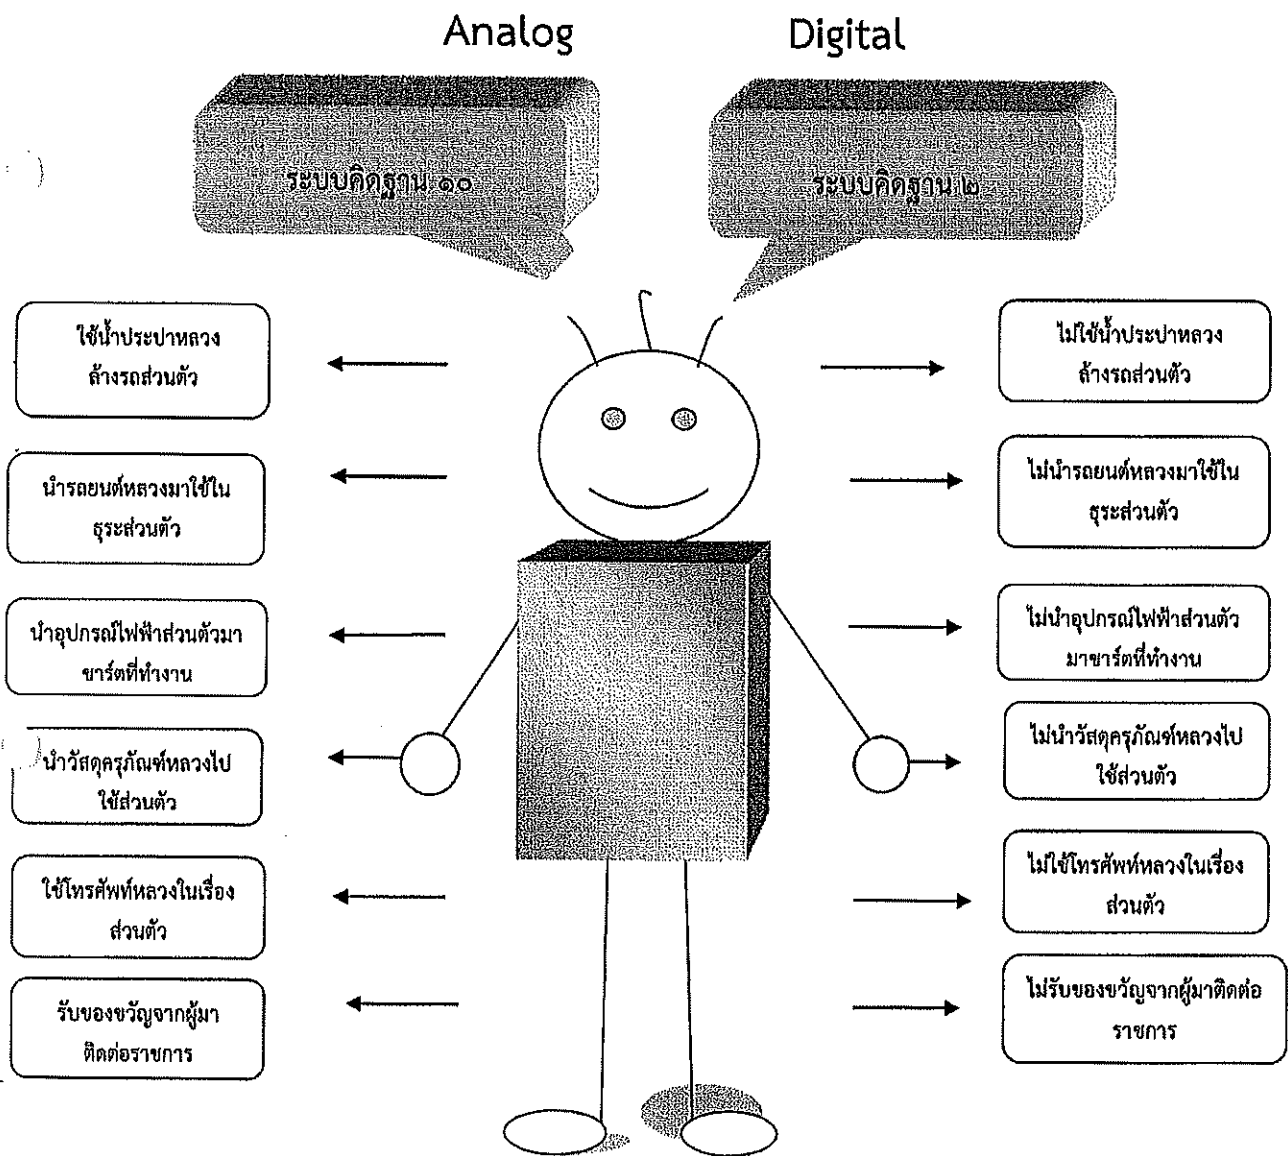 Analog
Digital
ระบบคิดฐาน ๑๐
ระบบคิดฐาน ๒
ใช้น้ำประปาหลวง
ล้างรถส่วนตัว
ไม่ใช้น้ำประปาหลวง
ล้างรถส่วนตัว
นำรถยนต์หลวงมาใช้ใน
ธุระส่วนตัว
ไม่นำรถยนต์หลวงมาใช้ใน
ธุระส่วนตัว
นำอุปกรณ์ไฟฟ้าส่วนตัวมา
ชาร์ตที่ทำงาน
ไม่นำอุปกรณ์ไฟฟ้าส่วนตัว
มาชาร์ตที่ทำงาน
นำวัสดุครุภัณฑ์หลวงไป
ใช้ส่วนตัว
ไม่นำวัสดุครุภัณฑ์หลวงไป
ใช้ส่วนตัว
ใช้โทรศัพท์หลวงในเรื่อง
ส่วนตัว
ไม่ใช้โทรศัพท์หลวงในเรื่อง
ส่วนตัว
รับของขวัญจากผู้มา
ติดต่อราชการ
ไม่รับของขวัญจากผู้มาติดต่อ
ราชการ